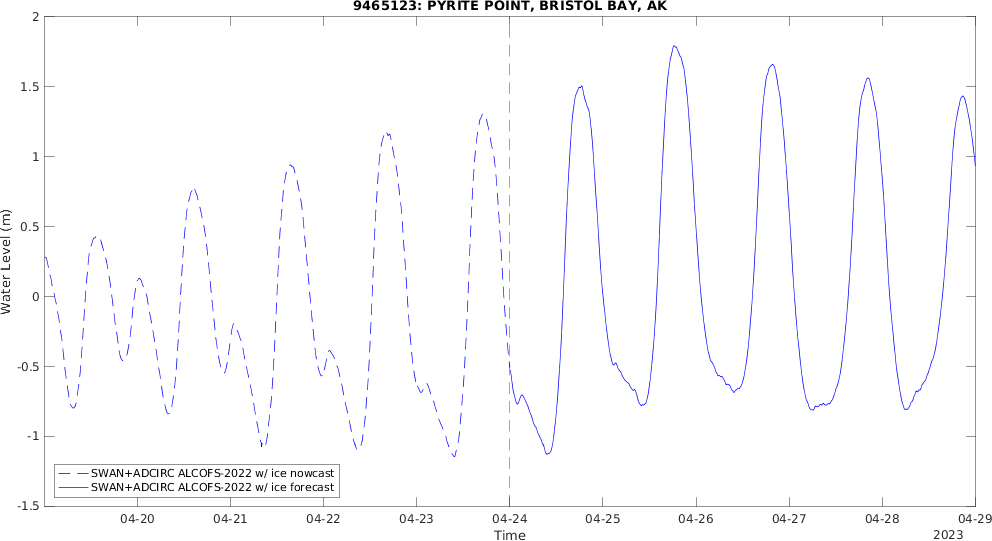 9465123: PYRITE POINT, BRISTOL BAY, AK
2
1.5
1
0.5
0
-0.5
-1
-1.5
Water Level (m)
SWAN+ADCIRC ALCOFS-2022 w/ ice nowcast
SWAN+ADCIRC ALCOFS-2022 w/ ice forecast
04-20 04-21 04-22 04-23 04-24 04-25 04-26 04-27 04-28 04-29
Time
2023